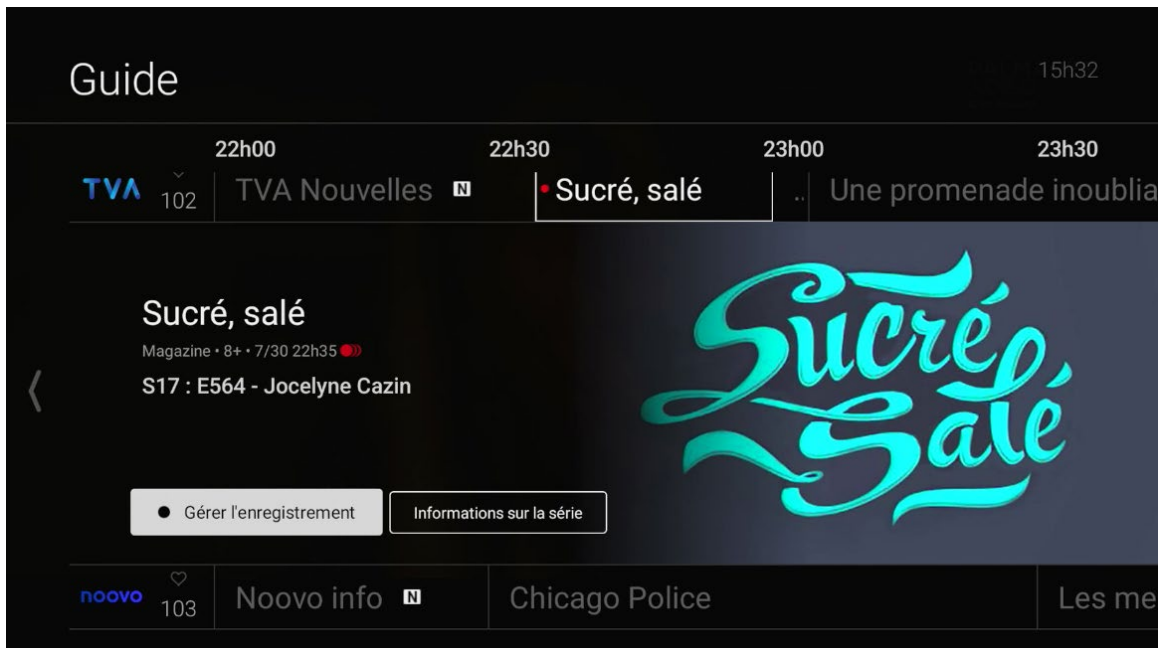 Guide
15h32
22h00 22h30 23h00 23h30
TVA 102 TVA Nouvelles N Sucré, salé .. Une promenade inoublia
Sucré, salé
Magazine • 8+ • 7/30 22h35
S17 : E564 - Jocelyne Cazin
Sucré
Salé
Gérer l'enregistrement Informations sur la série
noovo 103 Noovo info N Chicago Police Les me